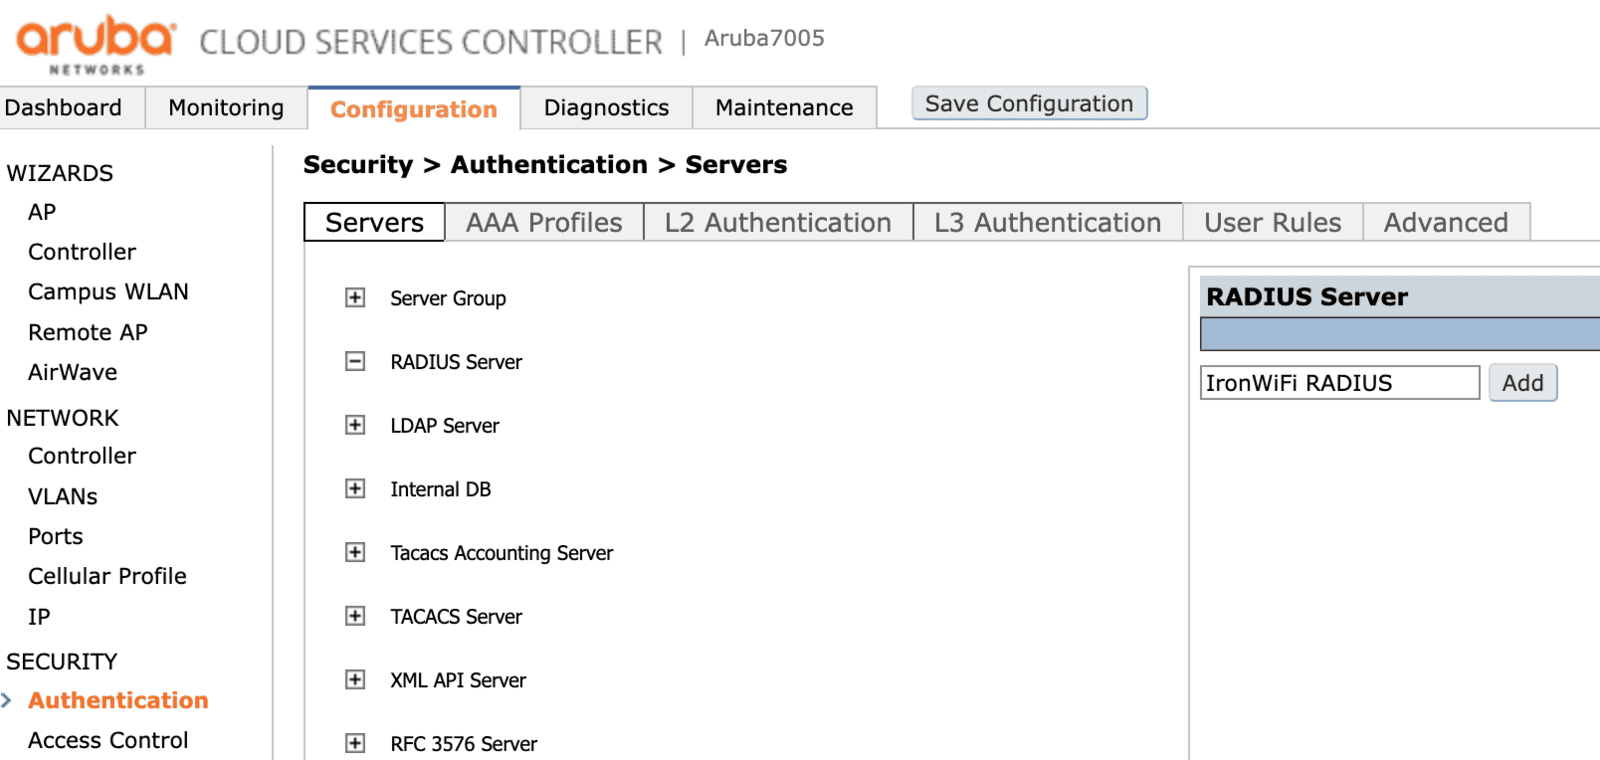 aruba NETWORKS CLOUD SERVICES CONTROLLER | Aruba7005
Dashboard Monitoring Configuration Diagnostics Maintenance Save Configuration
Security > Authentication > Servers
Servers AAA Profiles L2 Authentication L3 Authentication User Rules Advanced
WIZARDS
AP
Controller
Campus WLAN
Remote AP
AirWave
NETWORK
Controller
VLANs
Ports
Cellular Profile
IP
SECURITY
Authentication
Access Control
Server Group
RADIUS Server
LDAP Server
Internal DB
Tacacs Accounting Server
TACACS Server
XML API Server
RFC 3576 Server
RADIUS Server
IronWiFi RADIUS Add